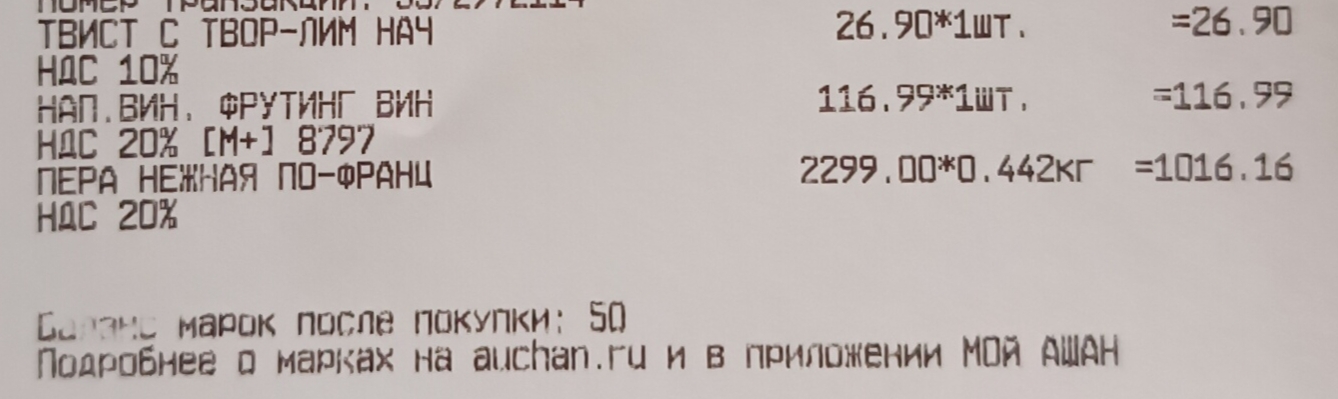 ТВИСТ С ТВОР-ЛИМ НАЧ 26.90*1шт. =26.90
НДС 10%
НАП.ВИН. ФРУТИНГ ВИН 116.99*1шт. =116.99
НДС 20% [М+] 8797
ПЕРА НЕЖНАЯ ПО-ФРАНЦ 2299.00*0.442кг =1016.16
НДС 20%
Баланс марок после покупки: 50
Подробнее о марках на auchan.ru и в приложении МОЙ АШАН